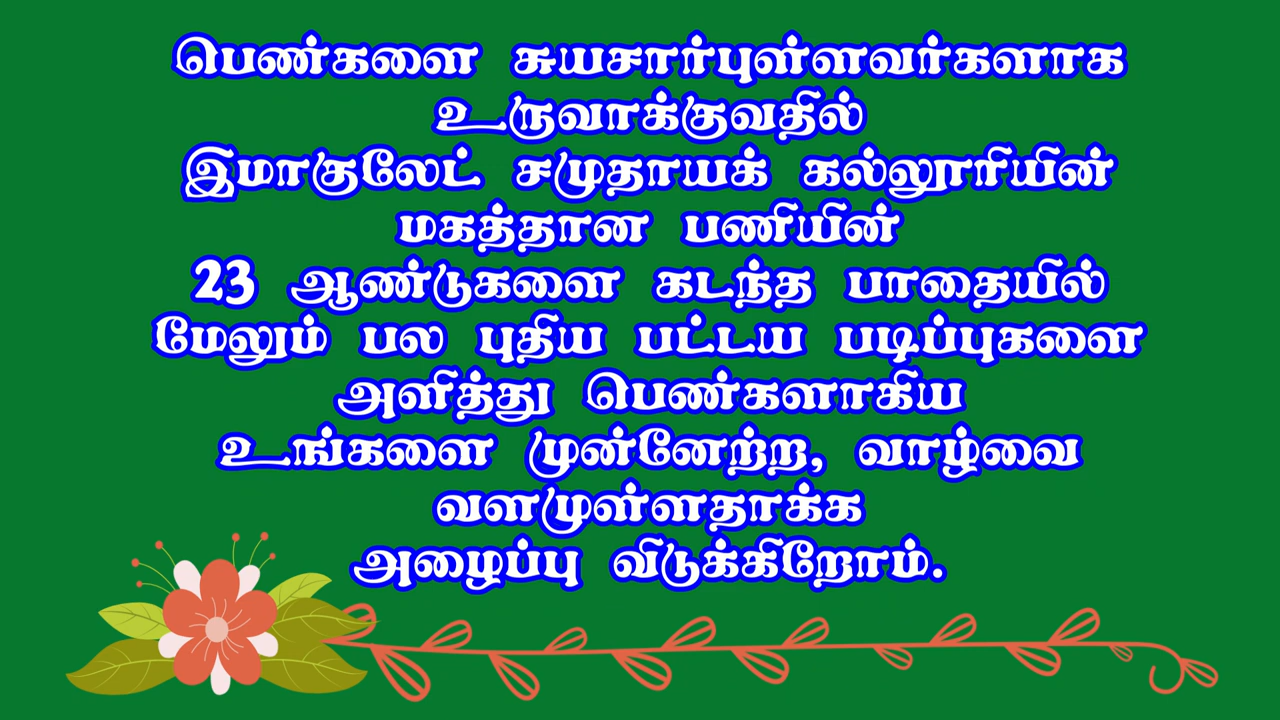 பெண்களை சுயசார்புள்ளவர்களாக
உருவாக்குவதில்
இமாகுலேட் சமுதாயக் கல்லூரியின்
மகத்தான பணியின்
23 ஆண்டுகளை கடந்த பாதையில்
மேலும் பல புதிய பட்டய படிப்புகளை
அளித்து பெண்களாகிய
உங்களை முன்னேற்ற, வாழ்வை
வளமுள்ளதாக்க
அழைப்பு விடுக்கிறோம்.